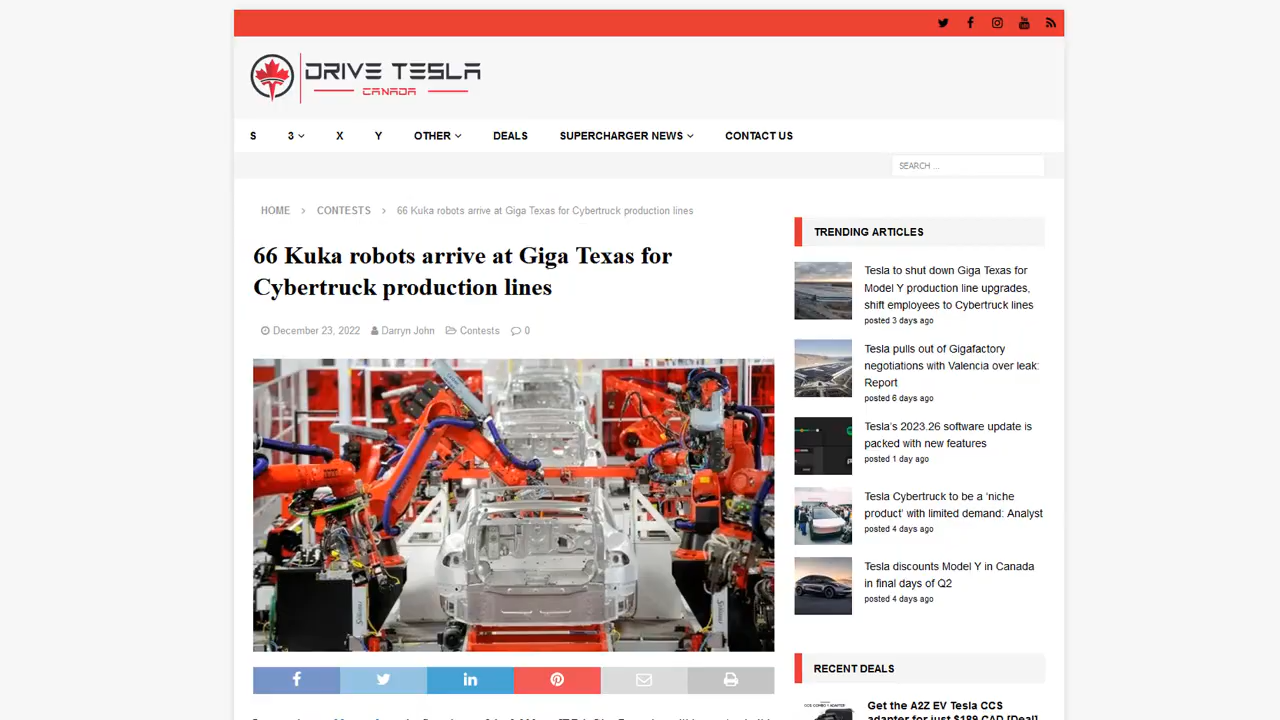 DRIVE TESLA
CANADA
S
3
X
Y
OTHER
DEALS
SUPERCHARGER NEWS
CONTACT US
SEARCH ...
HOME > CONTESTS > 66 Kuka robots arrive at Giga Texas for Cybertruck production lines
66 Kuka robots arrive at Giga Texas for
Cybertruck production lines
December 23, 2022
Darryn John
Contests
0
TRENDING ARTICLES
Tesla to shut down Giga Texas for
Model Y production line upgrades,
shift employees to Cybertruck lines
posted 3 days ago
Tesla pulls out of Gigafactory
negotiations with Valencia over leak:
Report
posted 6 days ago
Tesla's 2023.26 software update is
packed with new features
posted 1 day ago
Tesla Cybertruck to be a 'niche
product' with limited demand: Analyst
posted 4 days ago
Tesla discounts Model Y in Canada
in final days of Q2
posted 4 days ago
RECENT DEALS
Get the A2Z EV Tesla CCS
adapter for just $189 CAD [Deal]